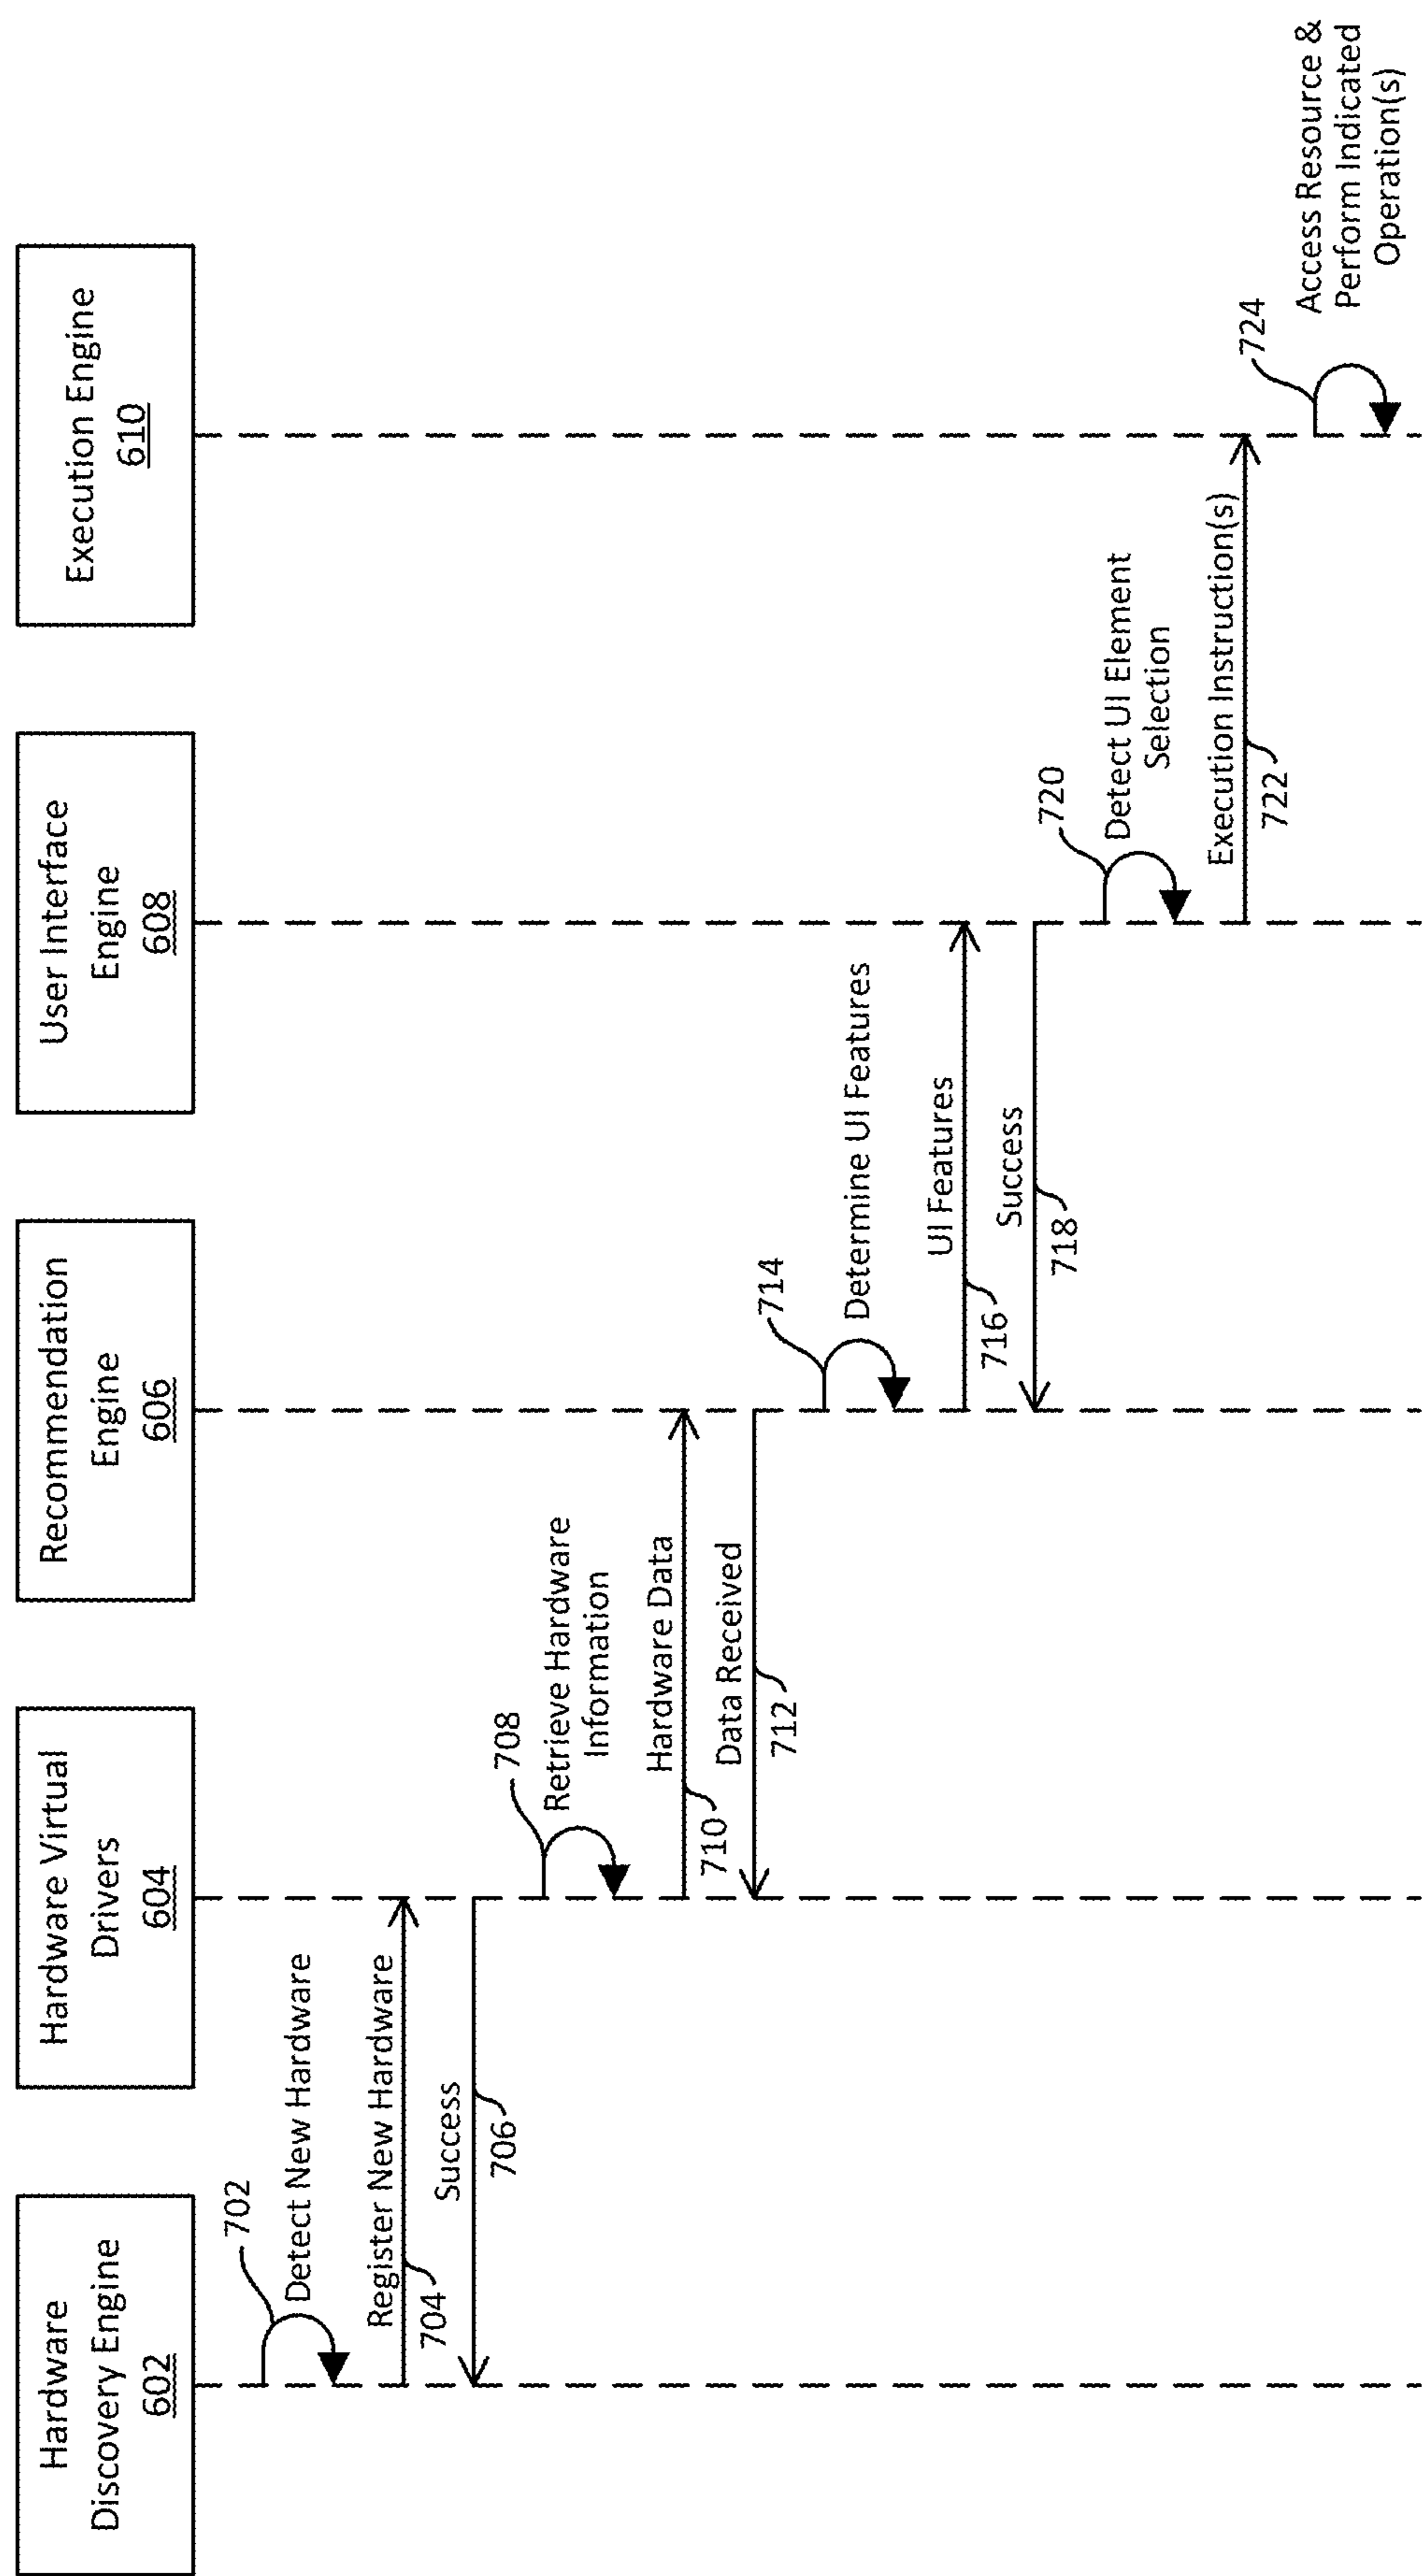 Hardware
Discovery Engine
602
Hardware Virtual
Drivers
604
Recommendation
Engine
606
User Interface
Engine
608
Execution Engine
610
702
Detect New Hardware
Register New Hardware
704
Success
706
708
Retrieve Hardware
Information
Hardware Data
710
Data Received
712
714
Determine UI Features
UI Features
716
Success
718
720
Detect UI Element
Selection
Execution Instruction(s)
722
724
Access Resource &
Perform Indicated
Operation(s)